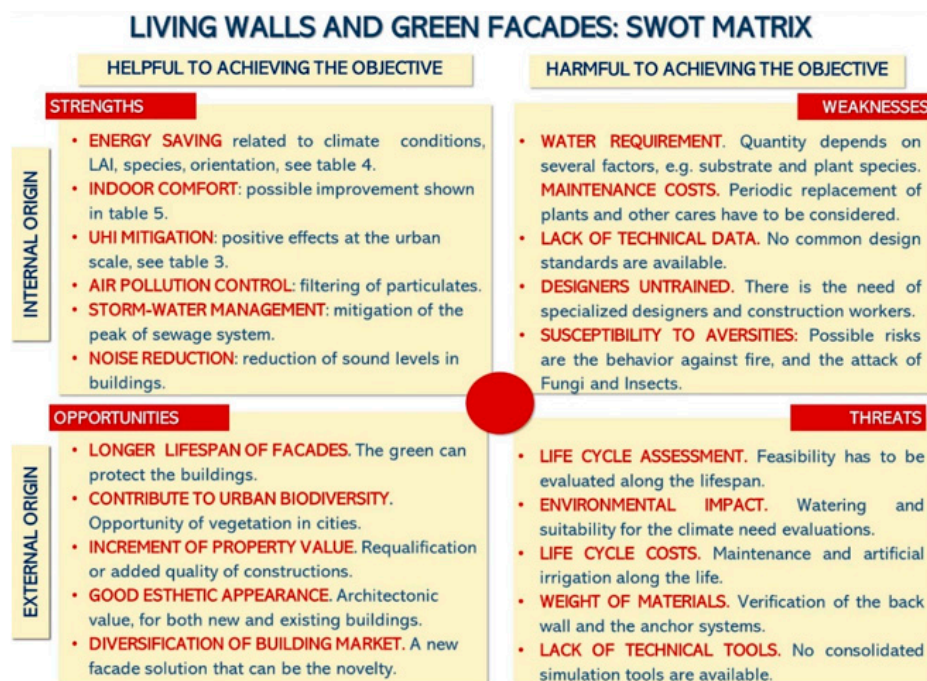 LIVING WALLS AND GREEN FACADES: SWOT MATRIX
HELPFUL TO ACHIEVING THE OBJECTIVE
HARMFUL TO ACHIEVING THE OBJECTIVE
INTERNAL ORIGIN
STRENGTHS
• ENERGY SAVING related to climate conditions,
LAI, species, orientation, see table 4.
• INDOOR COMFORT: possible improvement shown
in table 5.
• UHI MITIGATION: positive effects at the urban
scale, see table 3.
• AIR POLLUTION CONTROL: filtering of particulates.
• STORM-WATER MANAGEMENT: mitigation of the
peak of sewage system.
• NOISE REDUCTION: reduction of sound levels in
buildings.
WEAKNESSES
• WATER REQUIREMENT. Quantity depends on
several factors, e.g. substrate and plant species.
MAINTENANCE COSTS. Periodic replacement of
plants and other cares have to be considered.
• LACK OF TECHNICAL DATA. No common design
standards are available.
• DESIGNERS UNTRAINED. There is the need of
specialized designers and construction workers.
• SUSCEPTIBILITY TO AVERSITIES: Possible risks
are the behavior against fire, and the attack of
Fungi and Insects.
EXTERNAL ORIGIN
OPPORTUNITIES
• LONGER LIFESPAN OF FACADES. The green can
protect the buildings.
• CONTRIBUTE TO URBAN BIODIVERSITY.
Opportunity of vegetation in cities.
• INCREMENT OF PROPERTY VALUE. Requalification
or added quality of constructions.
• GOOD ESTHETIC APPEARANCE. Architectonic
value, for both new and existing buildings.
• DIVERSIFICATION OF BUILDING MARKET. A new
facade solution that can be the novelty.
THREATS
• LIFE CYCLE ASSESSMENT. Feasibility has to be
evaluated along the lifespan.
• ENVIRONMENTAL IMPACT. Watering and
suitability for the climate need evaluations.
• LIFE CYCLE COSTS. Maintenance and artificial
irrigation along the life.
• WEIGHT OF MATERIALS. Verification of the back
wall and the anchor systems.
• LACK OF TECHNICAL TOOLS. No consolidated
simulation tools are available.